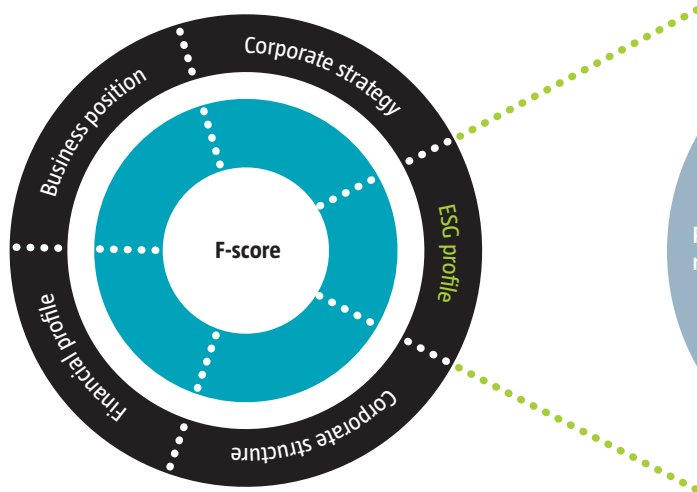 Corporate strategy
Business position
ESG profile
F-score
Financial profile
Corporate structure